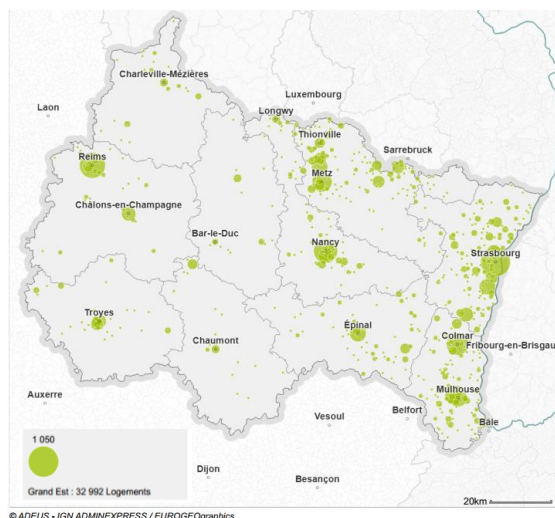 Charleville-Mézières
Luxembourg
Laon
Longwy
Thionville
Sarrebruck
Reims
Metz
Châlons-en-Champagne
Bar-le-Duc
Nancy
Strasbourg
Troyes
Épinal
Colmar
Chaumont
Fribourg-en-Brisgau
Mulhouse
Auxerre
Vesoul
Belfort
Bâle
1 050
Dijon
Besançon
Grand Est : 32 992 Logements
20km
© ADEUS - IGN ADMINEXPRESS / EUROGEOgraphics